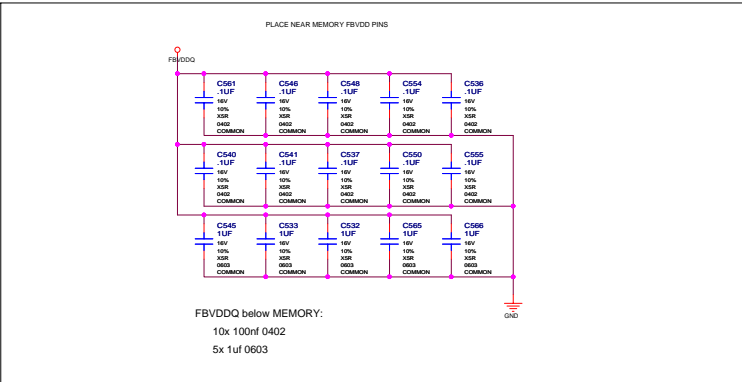 PLACE NEAR MEMORY FBVDD PINS
FBVDDQ
C561 C546 C548 C554 C536
.1UF .1UF .1UF .1UF .1UF
16V 16V 16V 16V 16V
10% 10% 10% 10% 10%
X5R X5R X5R X5R X5R
0402 0402 0402 0402 0402
COMMON COMMON COMMON COMMON COMMON
C540 C541 C537 C550 C555
.1UF .1UF .1UF .1UF .1UF
16V 16V 16V 16V 16V
10% 10% 10% 10% 10%
X5R X5R X5R X5R X5R
0402 0402 0402 0402 0402
COMMON COMMON COMMON COMMON COMMON
C545 C533 C532 C565 C566
1UF 1UF 1UF 1UF 1UF
16V 16V 16V 16V 16V
10% 10% 10% 10% 10%
X5R X5R X5R X5R X5R
0603 0603 0603 0603 0603
COMMON COMMON COMMON COMMON COMMON
GND
FBVDDQ below MEMORY:
10x 100nf 0402
5x 1uf 0603